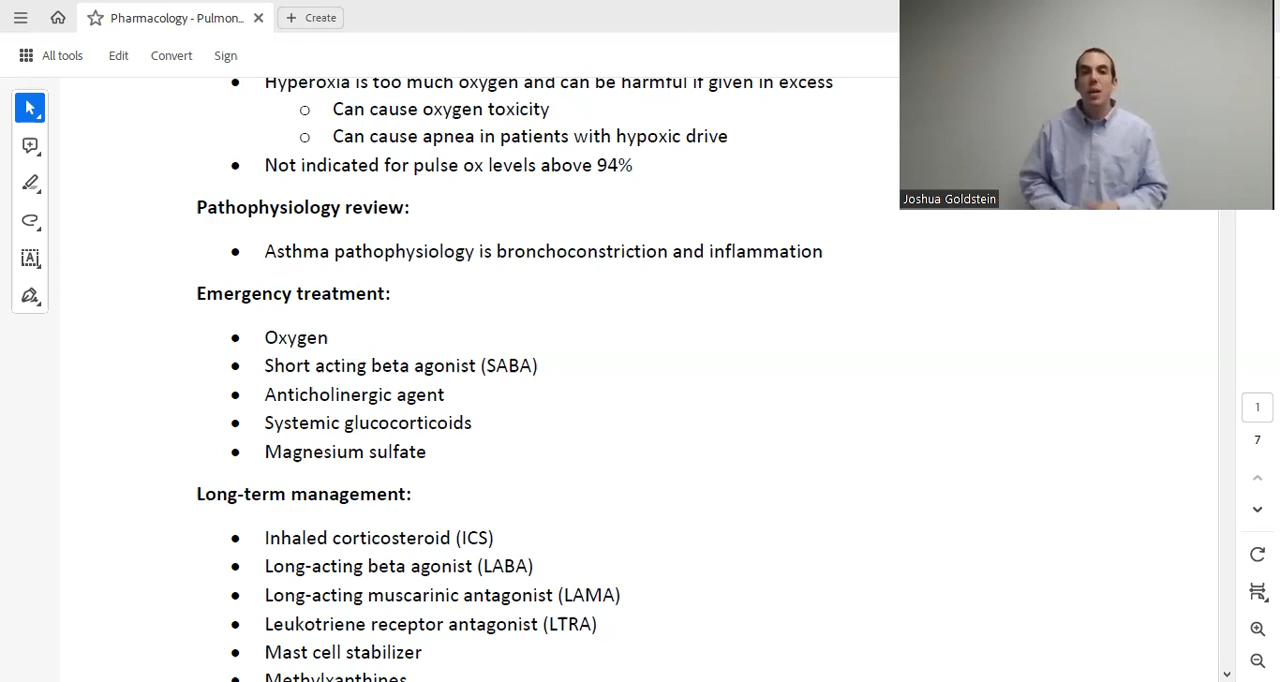 Pharmacology - Pulmon...
Create
All tools
Edit
Convert
Sign
Hyperoxia is too much oxygen and can be harmful if given in excess
Can cause oxygen toxicity
Can cause apnea in patients with hypoxic drive
Not indicated for pulse ox levels above 94%
Joshua Goldstein
Pathophysiology review:
Asthma pathophysiology is bronchoconstriction and inflammation
Emergency treatment:
Oxygen
Short acting beta agonist (SABA)
Anticholinergic agent
Systemic glucocorticoids
Magnesium sulfate
Long-term management:
Inhaled corticosteroid (ICS)
Long-acting beta agonist (LABA)
Long-acting muscarinic antagonist (LAMA)
Leukotriene receptor antagonist (LTRA)
Mast cell stabilizer
Methylxanthines
1
7